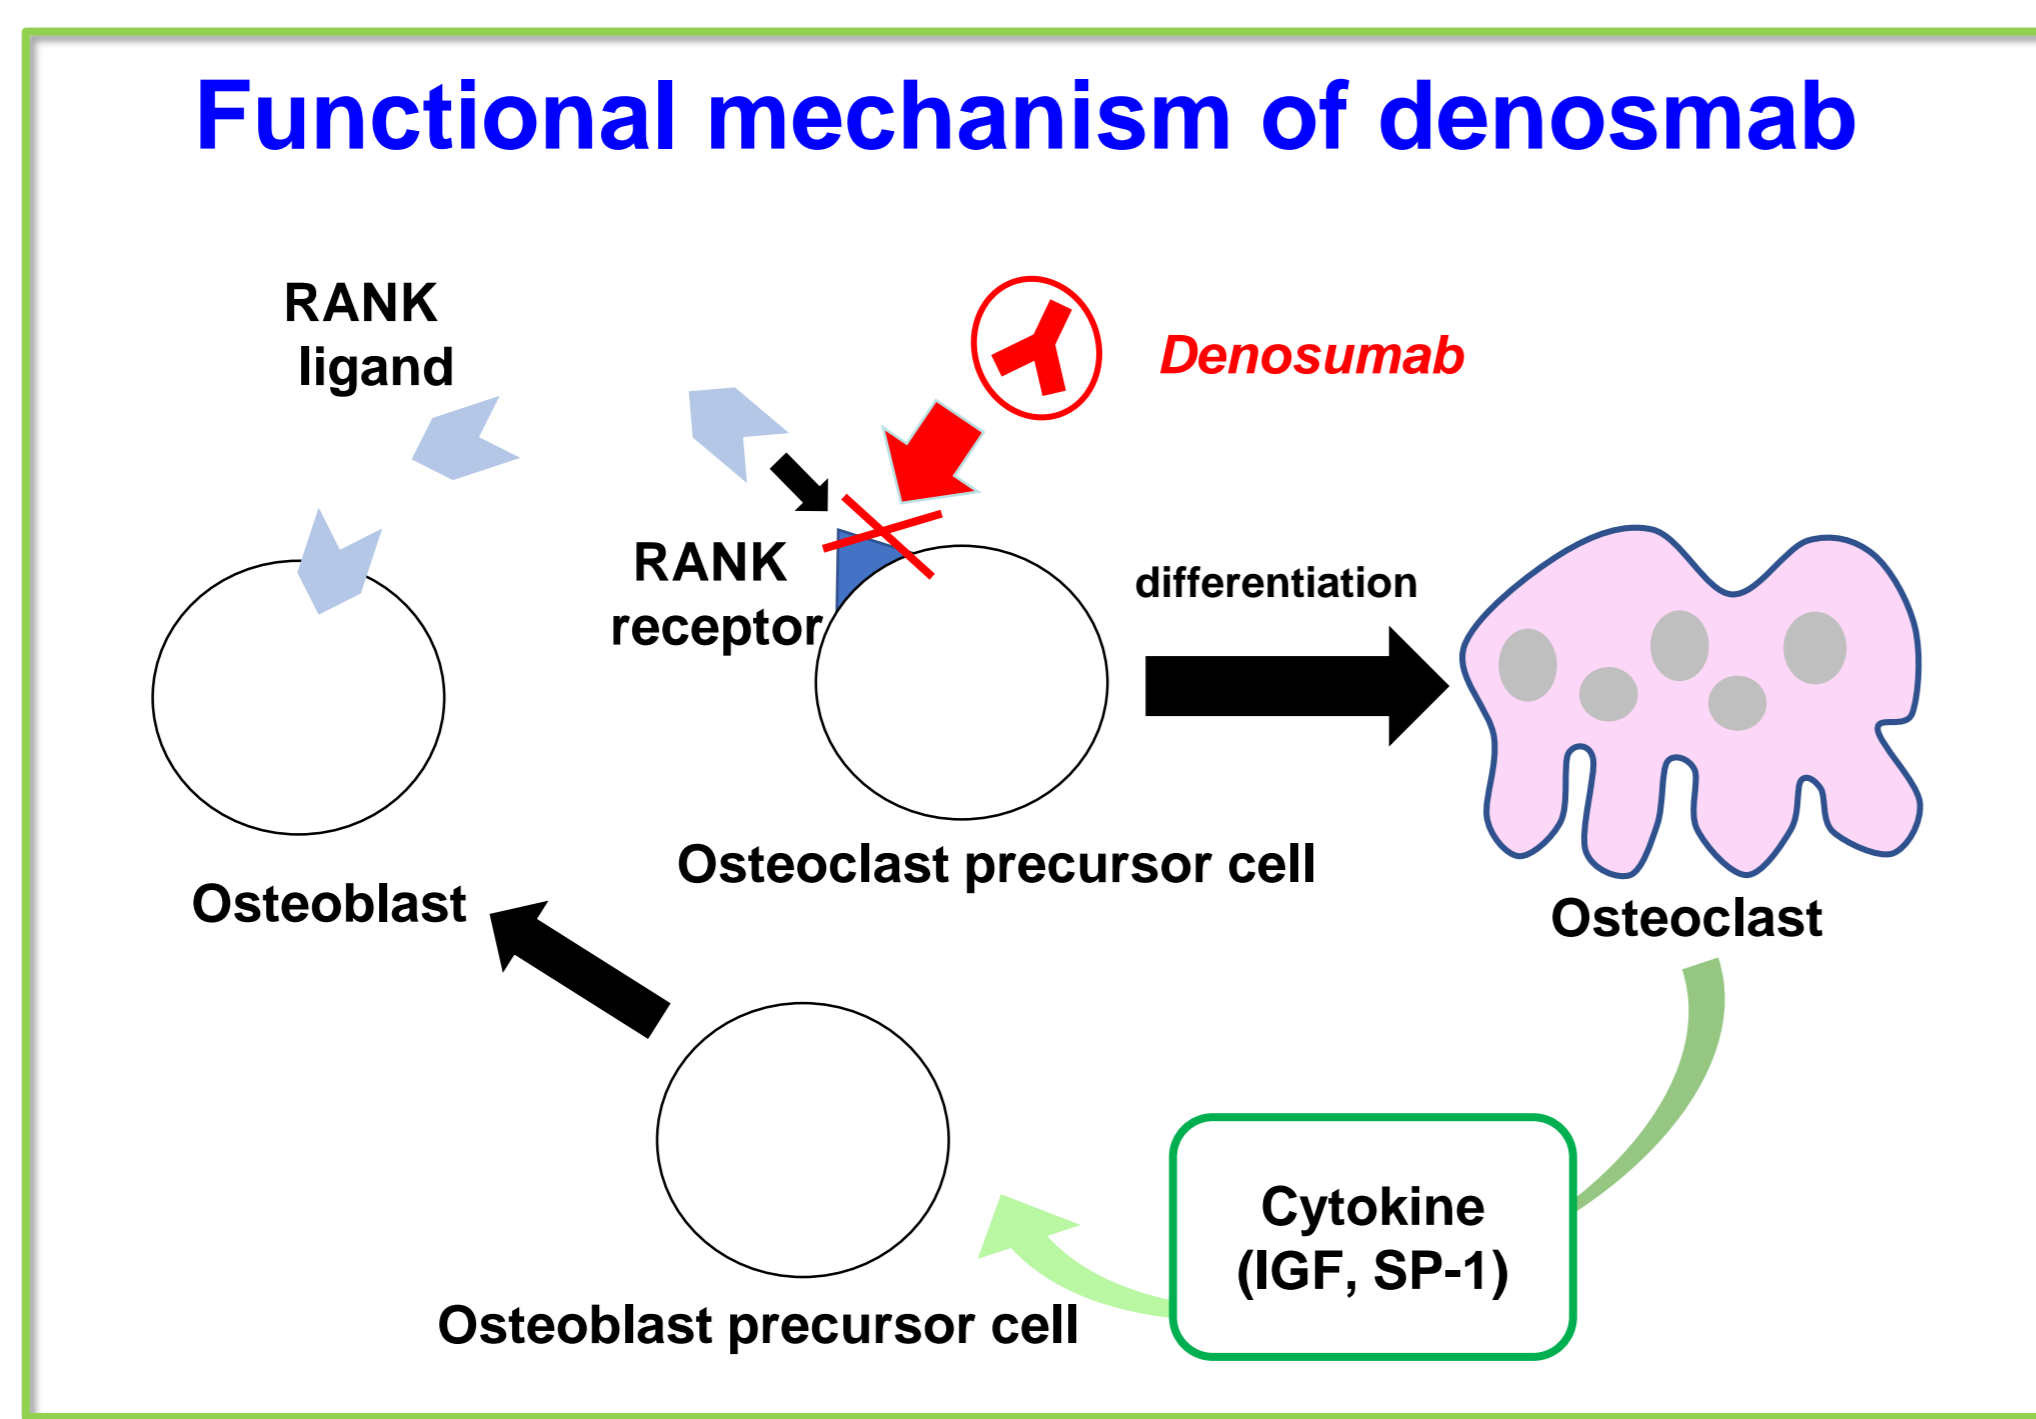 Functional mechanism of denosmab
RANK
ligand
Denosumab
RANK
receptor
differentiation
Osteoclast precursor cell
Osteoblast
Osteoclast
Cytokine
(IGF, SP-1)
Osteoblast precursor cell